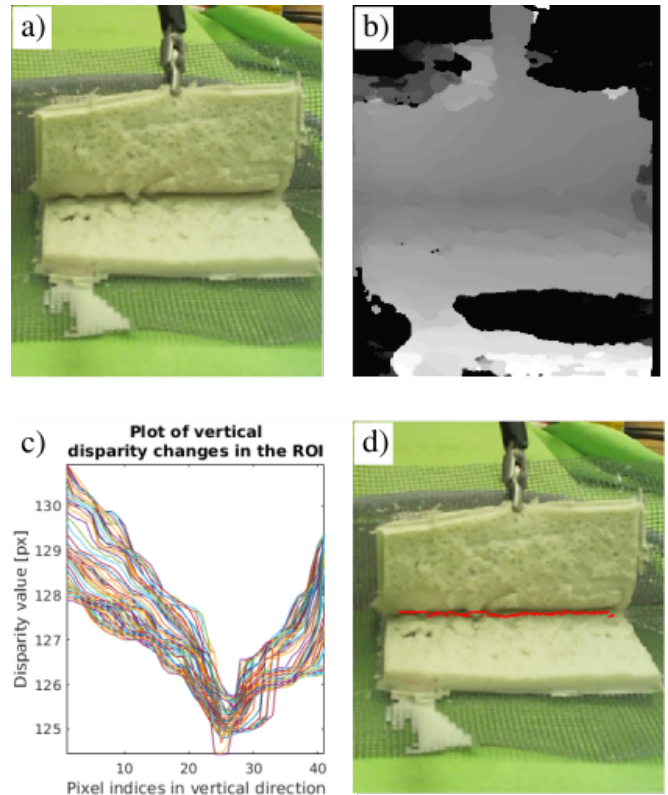 a)
b)
c)
Plot of vertical
disparity changes in the ROI
130
129
128
127
126
125
Disparity value [px]
10
20
30
40
Pixel indices in vertical direction
d)